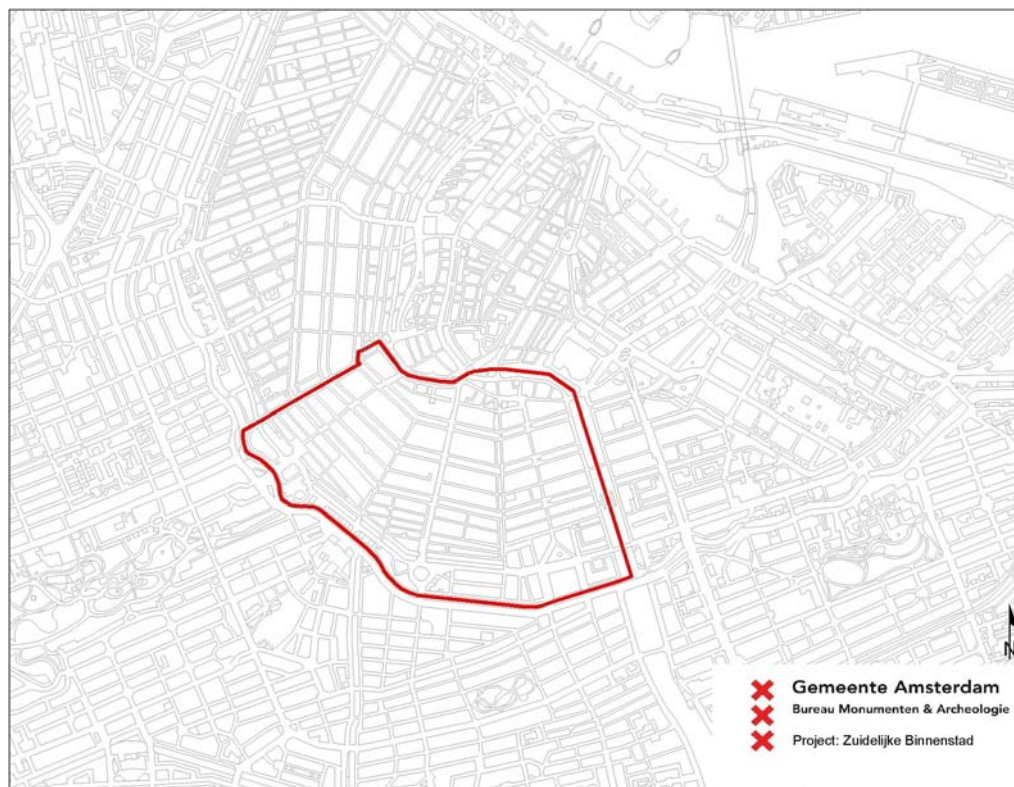 N
Gemeente Amsterdam
Bureau Monumenten & Archeologie
Project: Zuidelijke Binnenstad